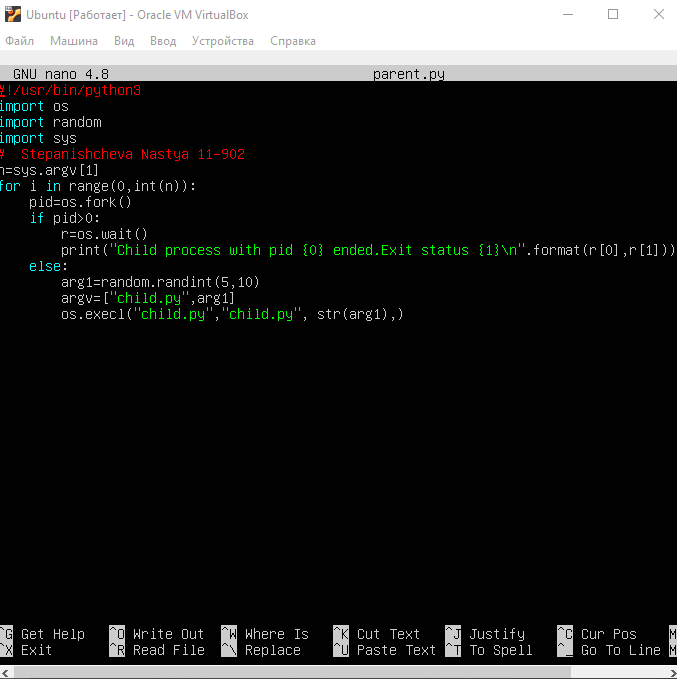 Ubuntu [Работает] - Oracle VM VirtualBox
Файл Машина Вид Ввод Устройства Справка
GNU nano 4.8 parent.py
#!/usr/bin/python3
import os
import random
import sys
# Stepanishcheva Nastya 11-902
n=sys.argv[1]
for i in range(0,int(n)):
    pid=os.fork()
    if pid>0:
        r=os.wait()
        print("Child process with pid {0} ended.Exit status {1}\n".format(r[0],r[1]))
    else:
        arg1=random.randint(5,10)
        argv=["child.py",arg1]
        os.execl("child.py","child.py", str(arg1),)
^G Get Help ^O Write Out ^W Where Is ^K Cut Text ^J Justify ^C Cur Pos M
^X Exit ^R Read File ^\ Replace ^U Paste Text ^T To Spell ^_ Go To Line M